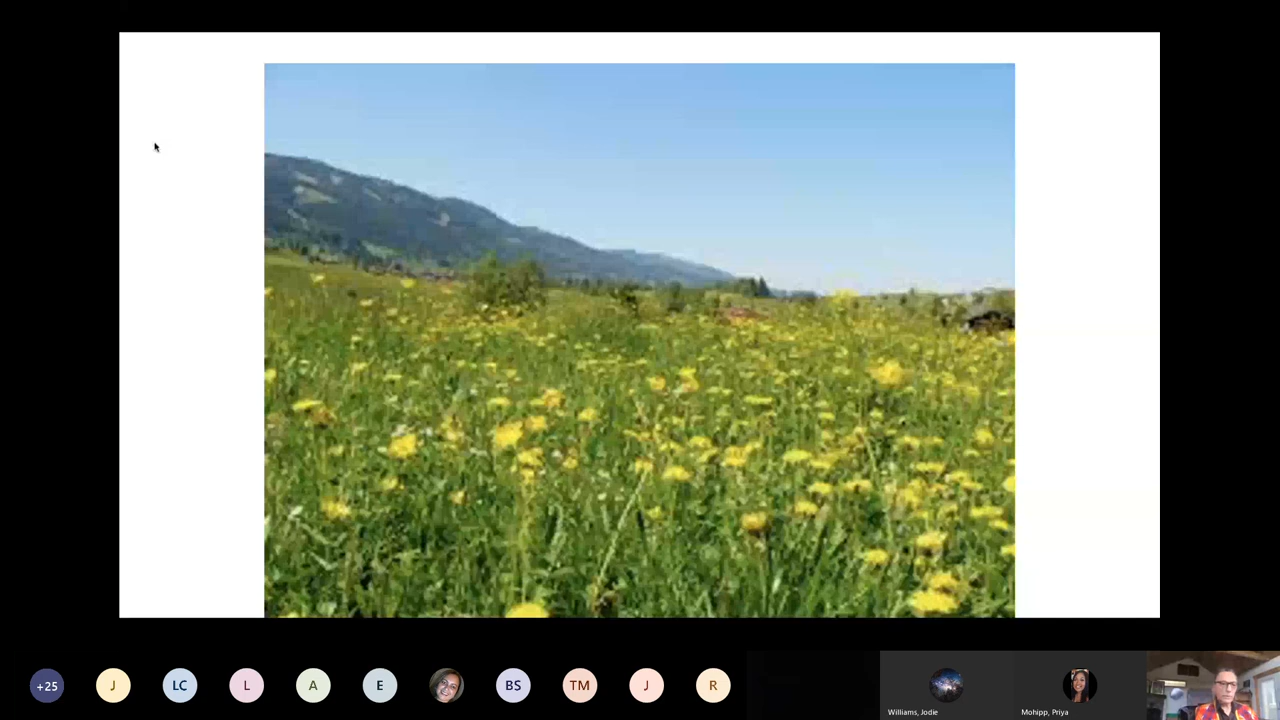 +25
J
LC
L
A
E
BS
TM
J
R
Williams, Jodie
Mohipp, Priya